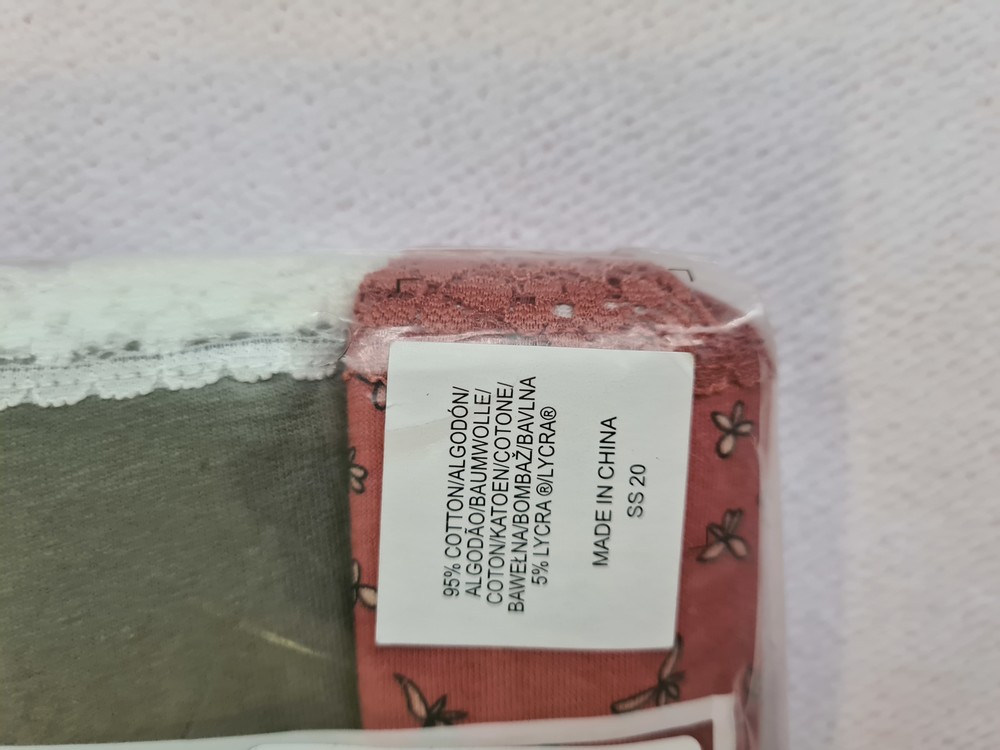 95% COTTON/ALGODÓN/
ALGODÃO/BAUMWOLLE/
COTON/KATOEN/COTONE/
BAWEŁNA/BOMBAŽ/BAVLNA
5% LYCRA ®/LYCRA®
MADE IN CHINA
SS 20